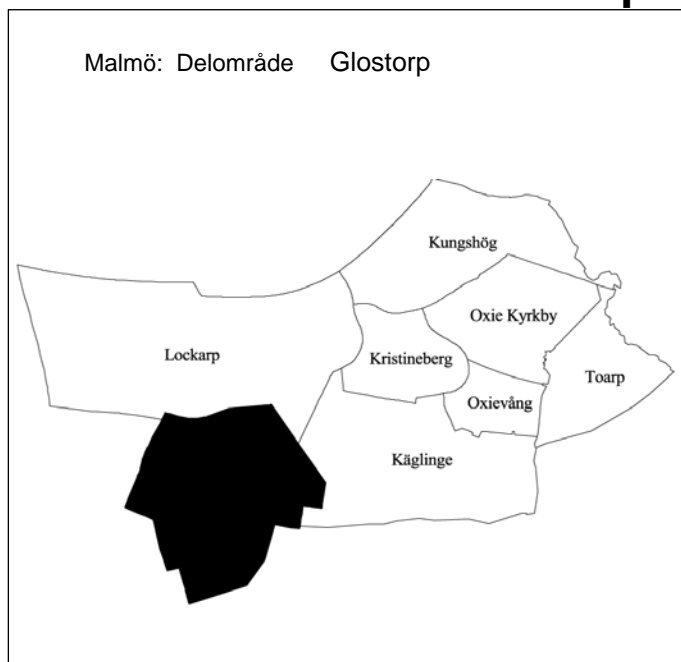 Malmö: Delområde Glostorp
Kungshög
Oxie Kyrkby
Lockarp
Kristineberg
Toarp
Oxievång
Käglinge